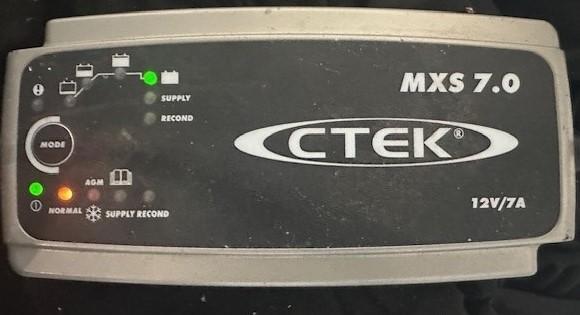 MXS 7.0
SUPPLY
RECOND
MODE
CTEK®
AGM
NORMAL
SUPPLY RECOND
12V/7A